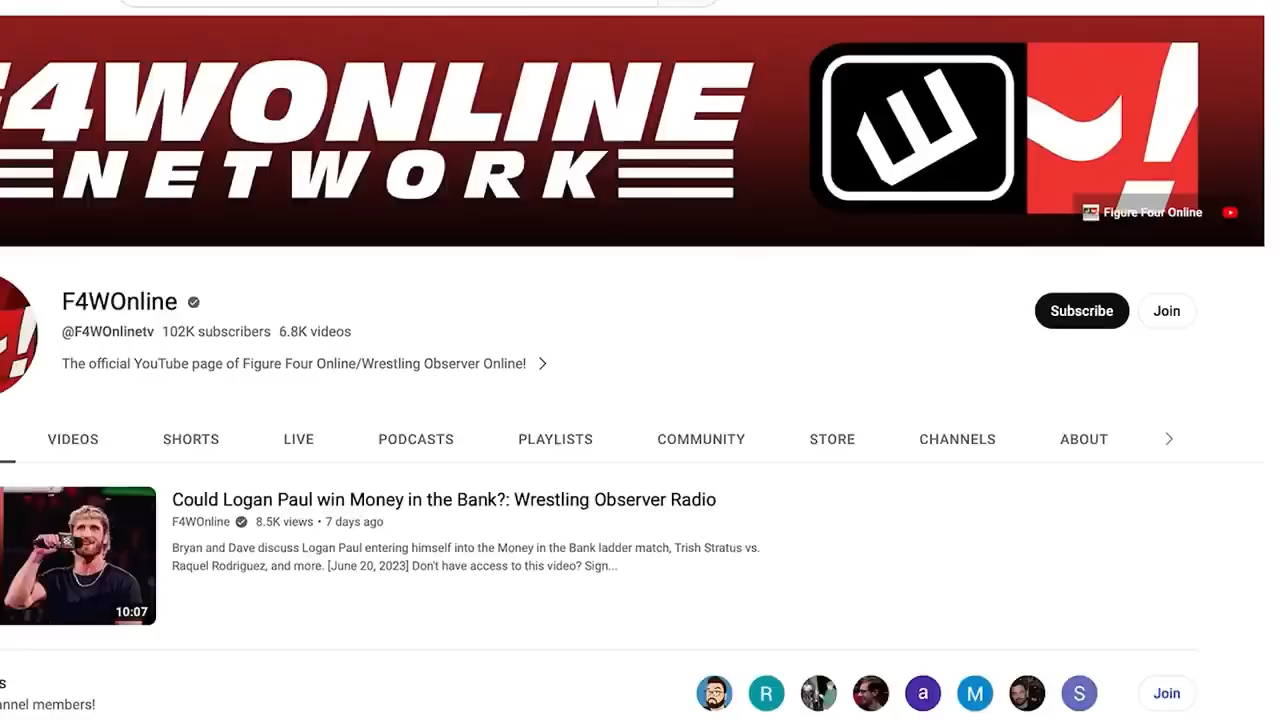 4WONLINE
NETWORK
Figure Four Online
F4WOnline
@F4WOnlinetv 102K subscribers 6.8K videos
The official YouTube page of Figure Four Online/Wrestling Observer Online!
Subscribe
Join
VIDEOS SHORTS LIVE PODCASTS PLAYLISTS COMMUNITY STORE CHANNELS ABOUT
Could Logan Paul win Money in the Bank?: Wrestling Observer Radio
F4WOnline 8.5K views • 7 days ago
Bryan and Dave discuss Logan Paul entering himself into the Money in the Bank ladder match, Trish Stratus vs.
Raquel Rodriguez, and more. [June 20, 2023] Don't have access to this video? Sign...
10:07
R a M S
Join
members!